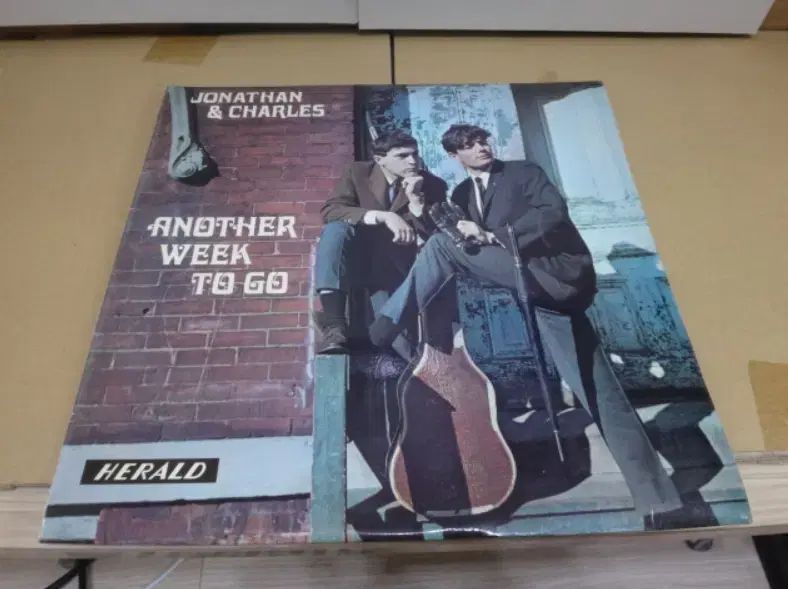 JONATHAN
& CHARLES
ANOTHER
WEEK
TO GO
HERALD